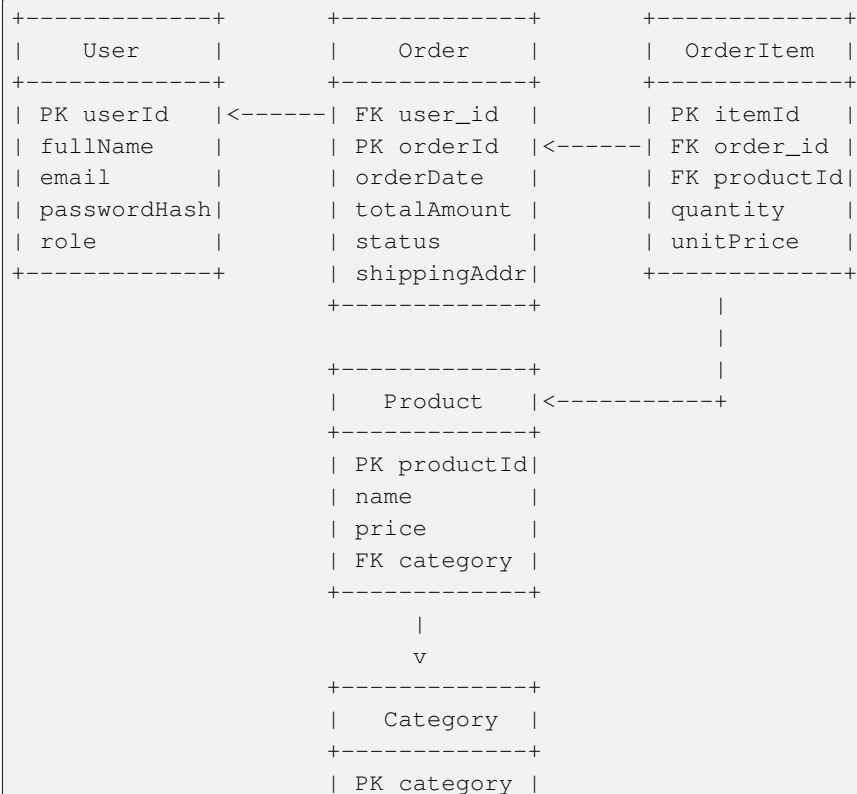 +-------------+       +-------------+       +-------------+
|    User     |       |    Order    |       |  OrderItem  |
+-------------+       +-------------+       +-------------+
| PK userId   |<------| FK user_id  |       | PK itemId   |
| fullName    |       | PK orderId  |<------| FK order_id |
| email       |       | orderDate   |       | FK productId|
| passwordHash|       | totalAmount |       | quantity    |
| role        |       | status      |       | unitPrice   |
+-------------+       | shippingAddr|       +-------------+
                      +-------------+            |
                                                 |
                      +-------------+            |
                      |   Product   |<-----------+
                      +-------------+
                      | PK productId|
                      | name        |
                      | price       |
                      | FK category |
                      +-------------+
                            |
                            v
                      +-------------+
                      |   Category  |
                      +-------------+
                      | PK category |